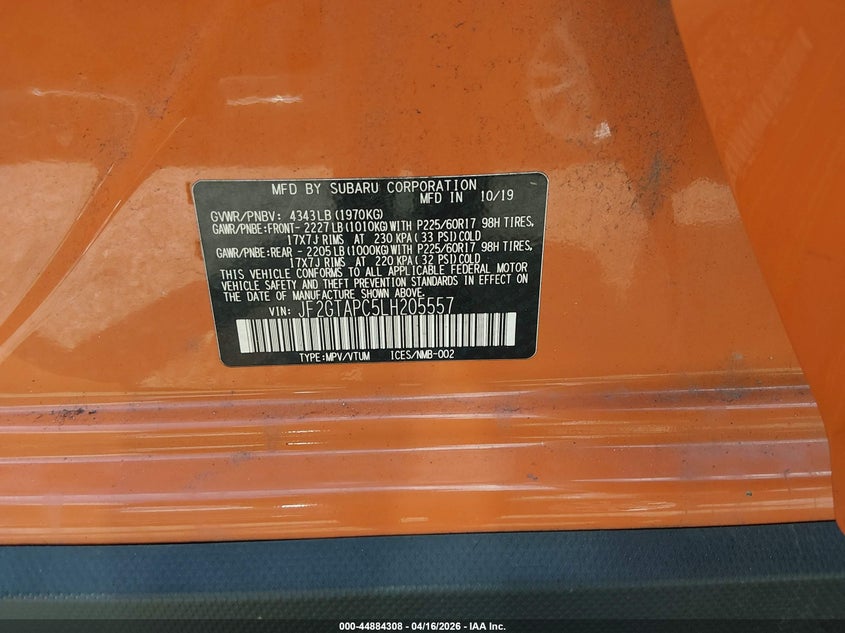 MFD BY SUBARU CORPORATION
MFD IN 10/19
GVWR/PNBV: 4343LB(1970KG)
GAWR/PNBE:FRONT- 2227LB(1010KG)WITH P225/60R17 98H TIRES,
17X7J RIMS AT 230 KPA(33 PSI)COLD
GAWR/PNBE:REAR - 2205LB(1000KG)WITH P225/60R17 98H TIRES,
17X7J RIMS AT 220 KPA(32 PSI)COLD
THIS VEHICLE CONFORMS TO ALL APPLICABLE FEDERAL MOTOR
VEHICLE SAFETY AND THEFT PREVENTION STANDARDS IN EFFECT ON
THE DATE OF MANUFACTURE SHOWN ABOVE.
VIN: JF2GTAPC5LH205557
TYPE:MPV/VTUM ICES/NMB-002
000-44884308 - 04/16/2026 - IAA Inc.